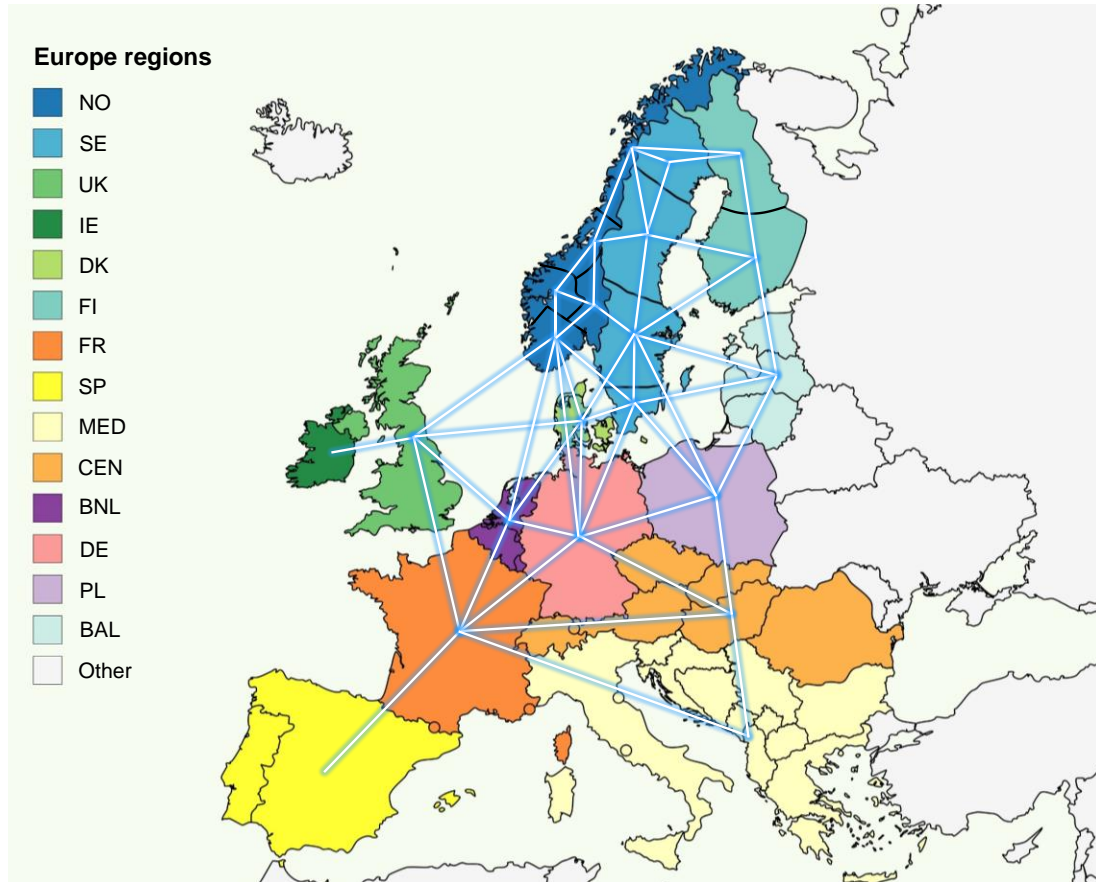 Europe regions
NO
SE
UK
IE
DK
FI
FR
SP
MED
CEN
BNL
DE
PL
BAL
Other